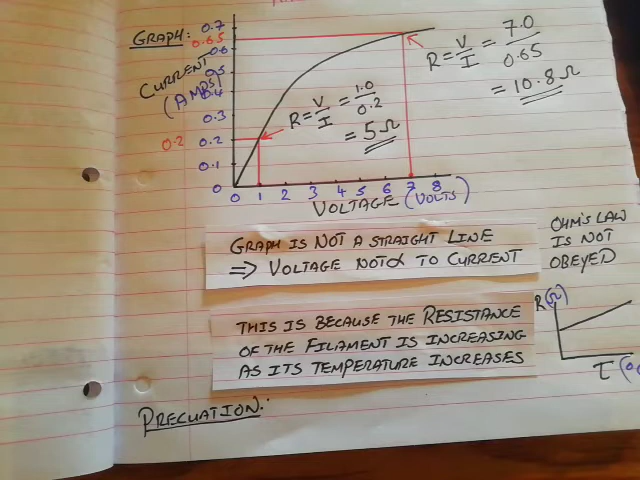 GRAPH:
CURRENT
(AMPS)
0.7
0.65
0.6
0.5
0.4
0.3
0.2
0.2
0.1
0
0 1 2 3 4 5 6 7 8
VOLTAGE (VOLTS)
R = V/I = 1.0/0.2
= 5Ω
R = V/I = 7.0/0.65
= 10.8Ω
GRAPH IS NOT A STRAIGHT LINE
⇒ VOLTAGE NOT ∝ TO CURRENT
OHM'S LAW
IS NOT
OBEYED
THIS IS BECAUSE THE RESISTANCE
OF THE FILAMENT IS INCREASING
AS ITS TEMPERATURE INCREASES
R(Ω)
T
PRECUATION: